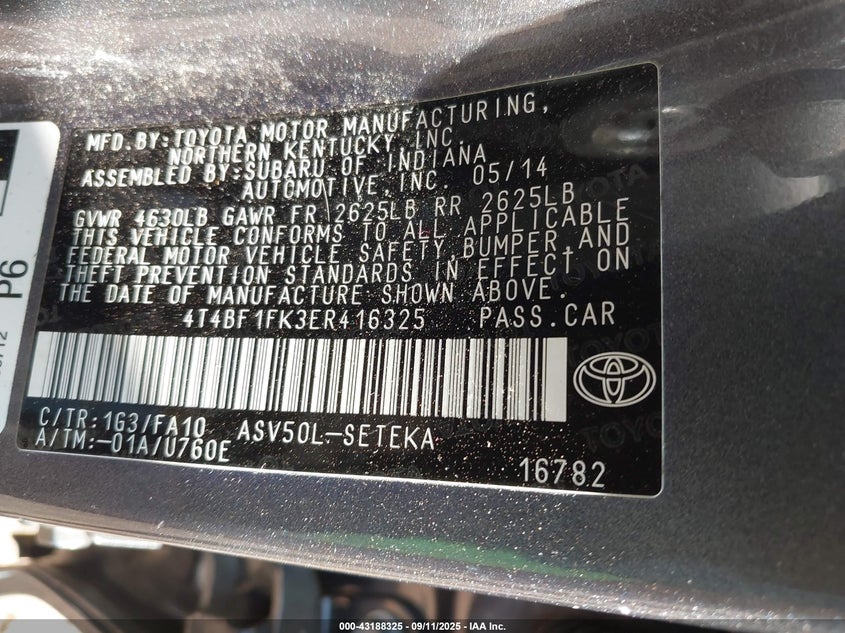 MFD.BY:TOYOTA MOTOR MANUFACTURING,
NORTHERN KENTUCKY,INC.
ASSEMBLED BY:SUBARU OF INDIANA
AUTOMOTIVE,INC. 05/14
GVWR 4630LB GAWR FR 2625LB RR 2625LB
THIS VEHICLE CONFORMS TO ALL APPLICABLE
FEDERAL MOTOR VEHICLE SAFETY,BUMPER,AND
THEFT PREVENTION STANDARDS IN EFFECT ON
THE DATE OF MANUFACTURE SHOWN ABOVE.
4T4BF1FK3ER416325 PASS.CAR
C/TR:1G3/FA10 ASV50L-SETEKA
A/TM:-01A/U760E
16782
P6
000-43188325 - 09/11/2025 - IAA Inc.